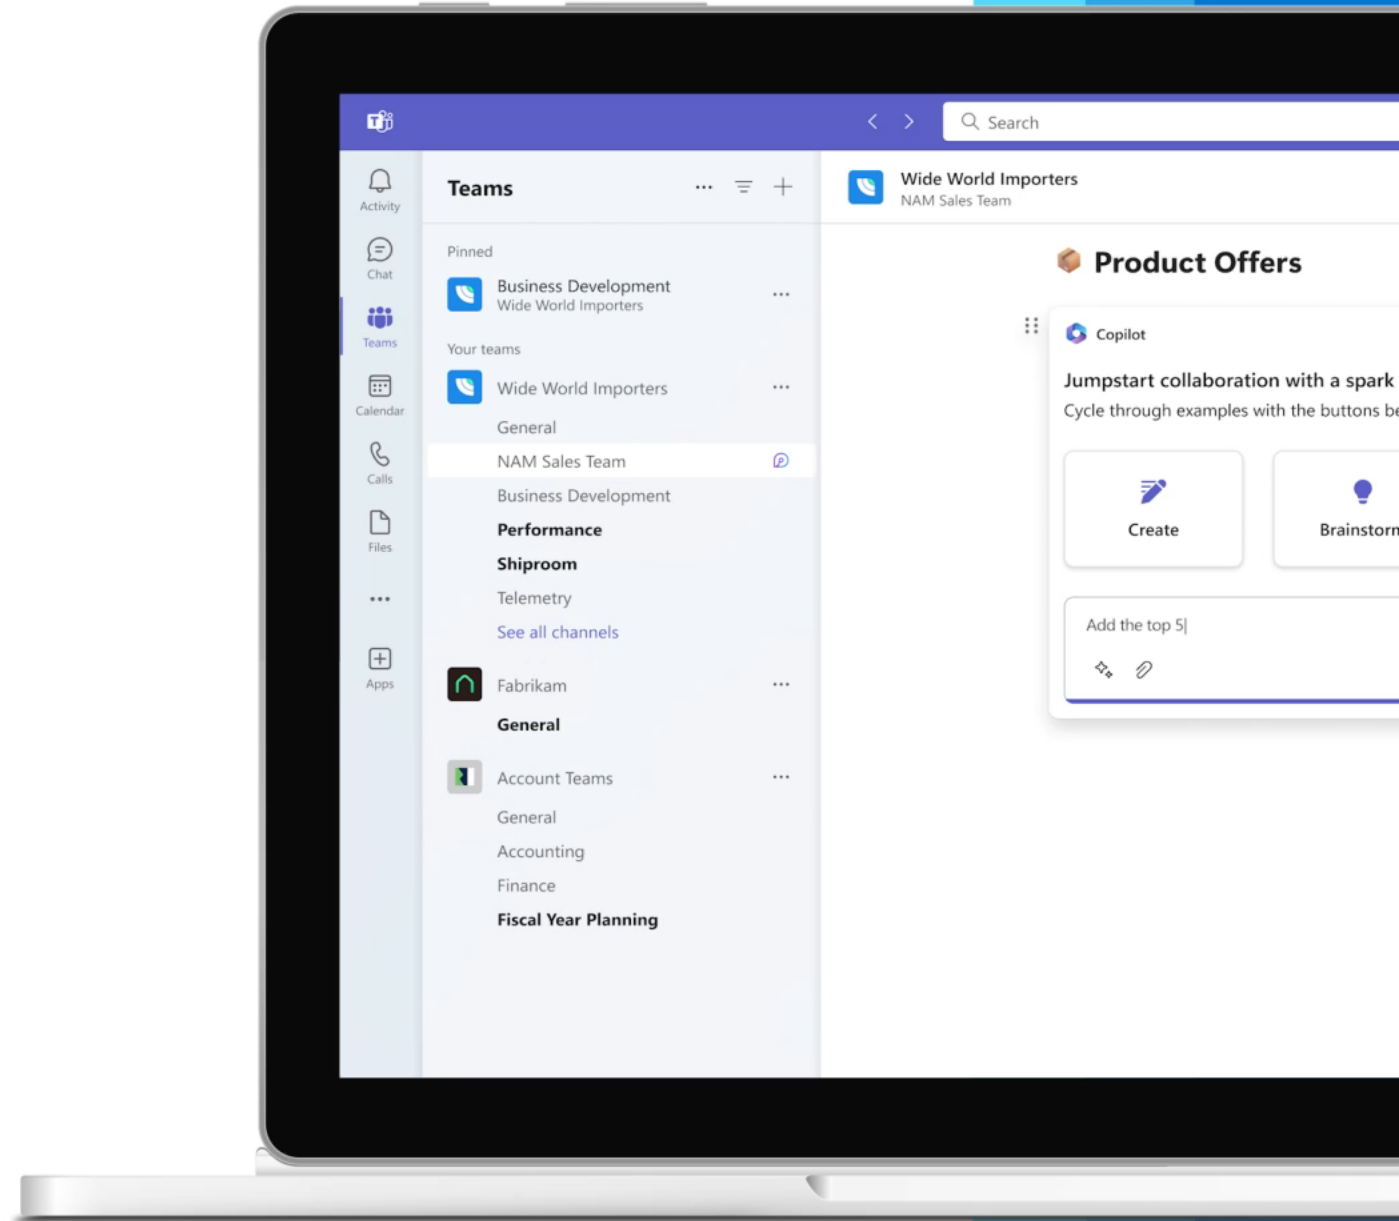 Search
Activity
Chat
Teams
Calendar
Calls
Files
Apps
Teams
Pinned
Business Development
Wide World Importers
Your teams
Wide World Importers
General
NAM Sales Team
Business Development
Performance
Shiproom
Telemetry
See all channels
Fabrikam
General
Account Teams
General
Accounting
Finance
Fiscal Year Planning
Wide World Importers
NAM Sales Team
Product Offers
Copilot
Jumpstart collaboration with a spark
Cycle through examples with the buttons
Create
Add the top 5